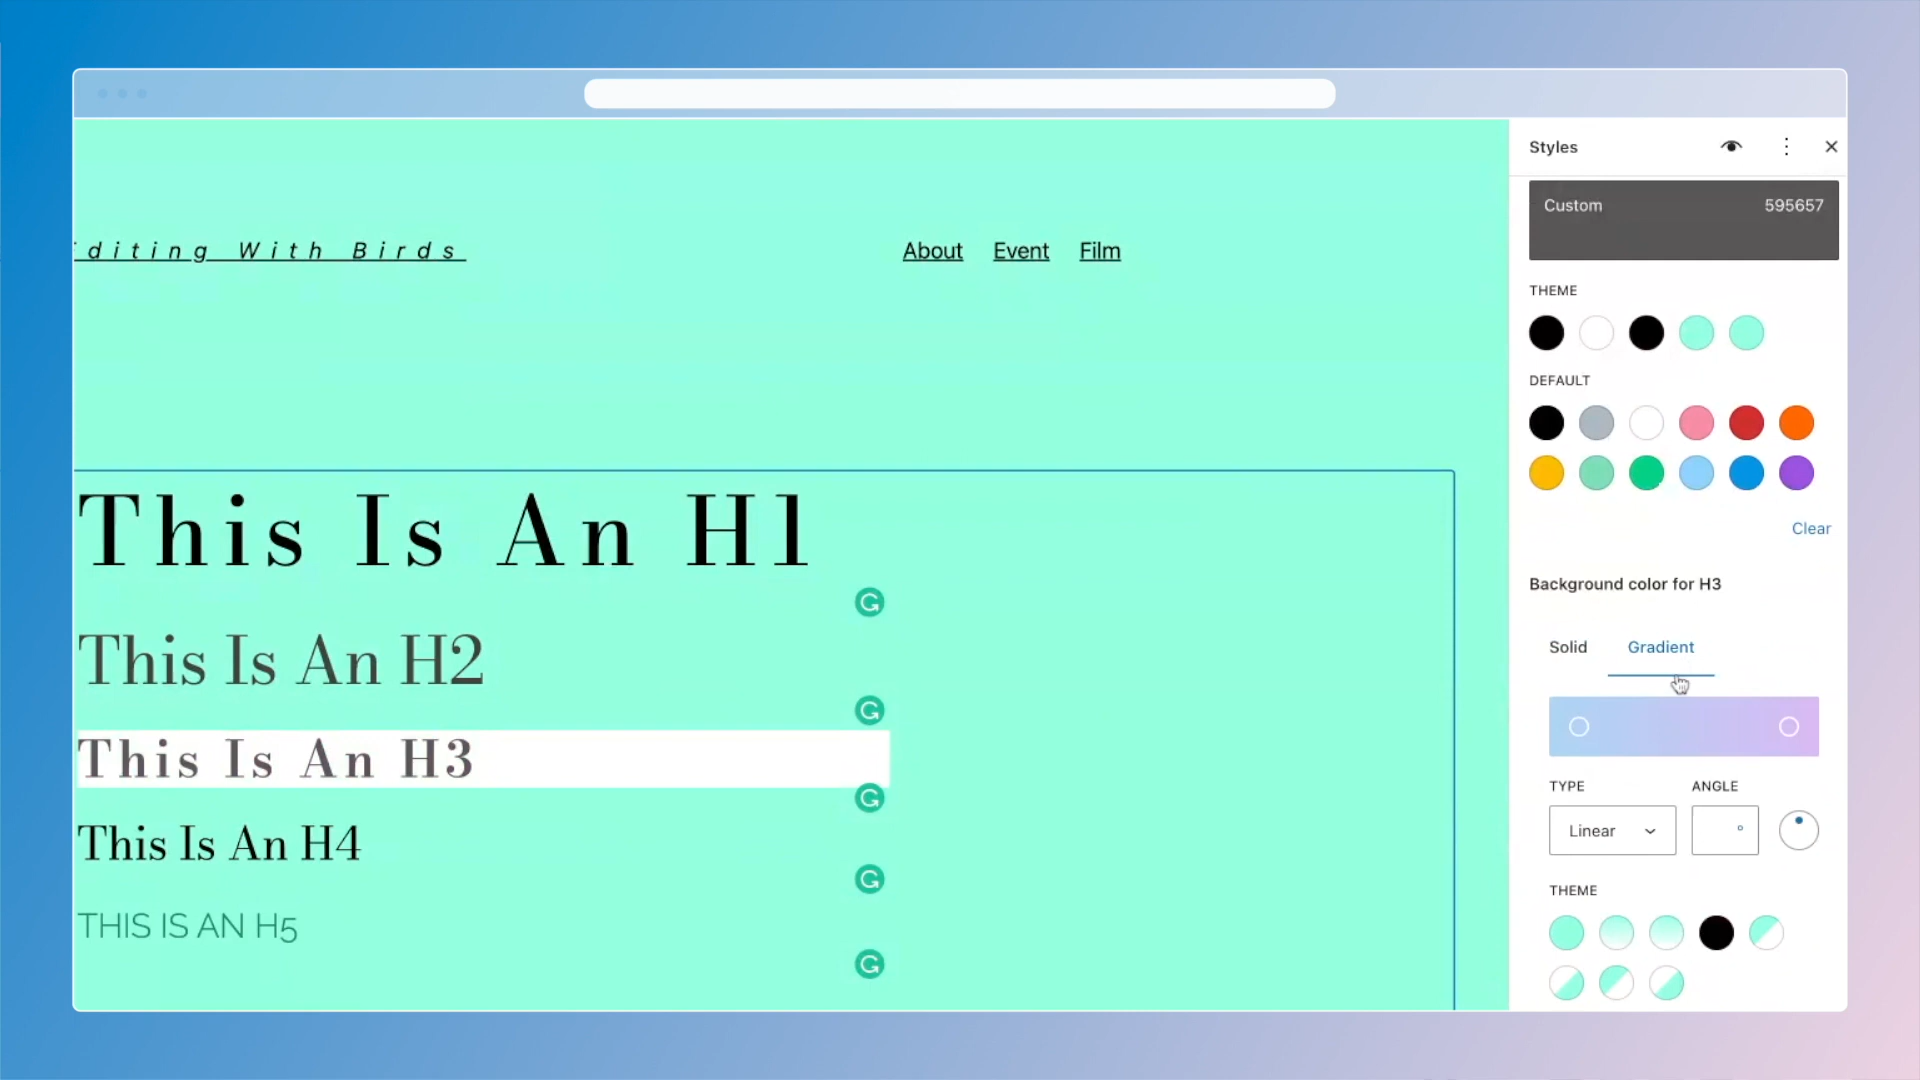 Styles
Custom 595657
THEME
DEFAULT
Clear
Background color for H3
Solid Gradient
TYPE ANGLE
Linear °
THEME
diting With Birds
About Event Film
This Is An H1
This Is An H2
This Is An H3
This Is An H4
THIS IS AN H5